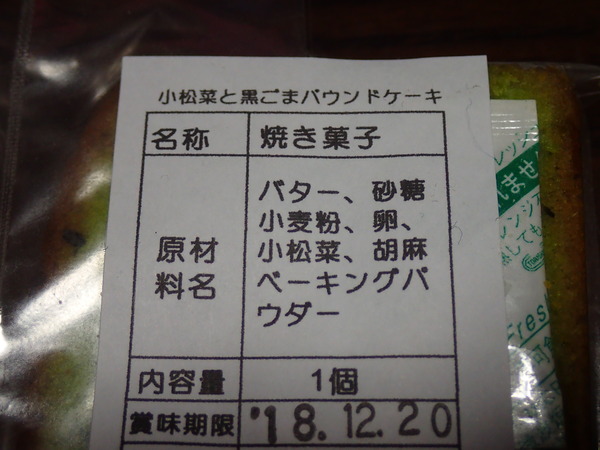 小松菜と黒ごまパウンドケーキ
名称 焼き菓子
原材料名
バター、砂糖
小麦粉、卵、
小松菜、胡麻
ベーキングパ
ウダー
内容量 1個
賞味期限 '18.12.20
Fresh